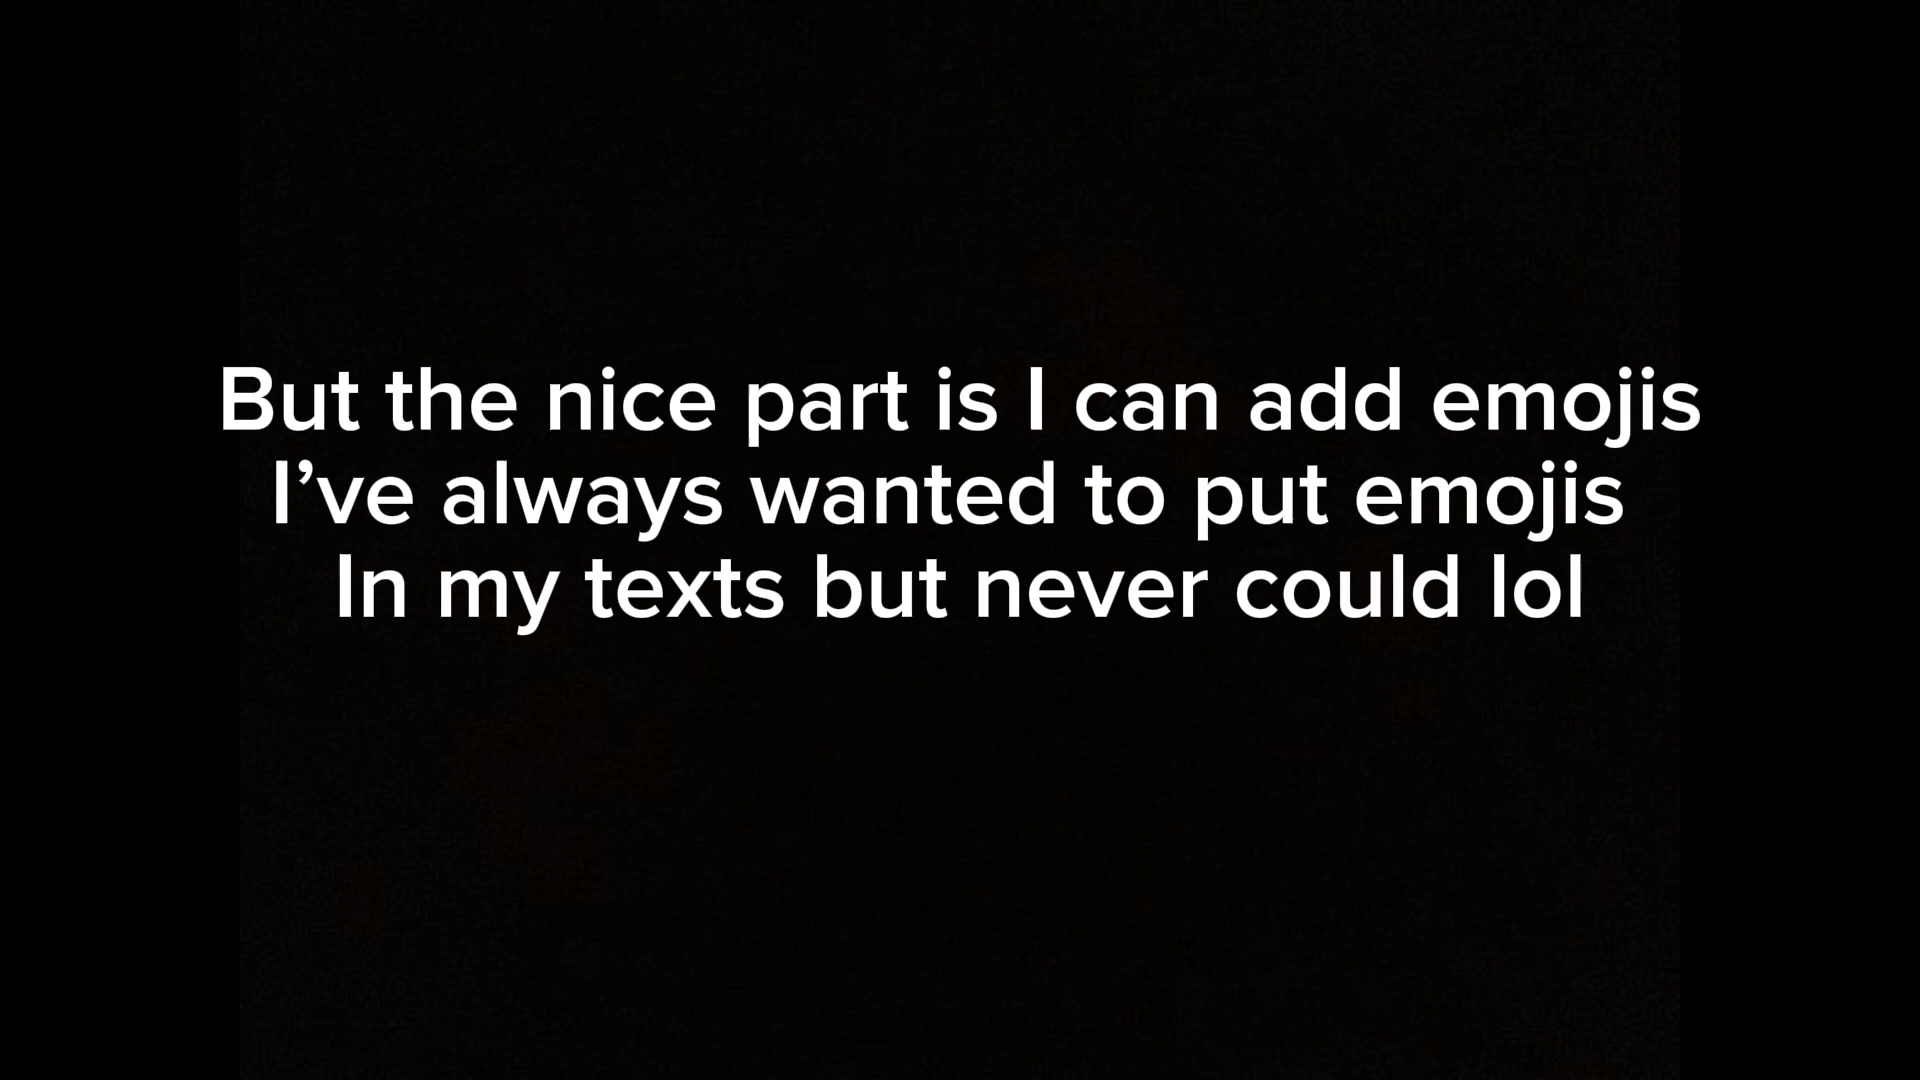 But the nice part is I can add emojis
I’ve always wanted to put emojis
In my texts but never could lol